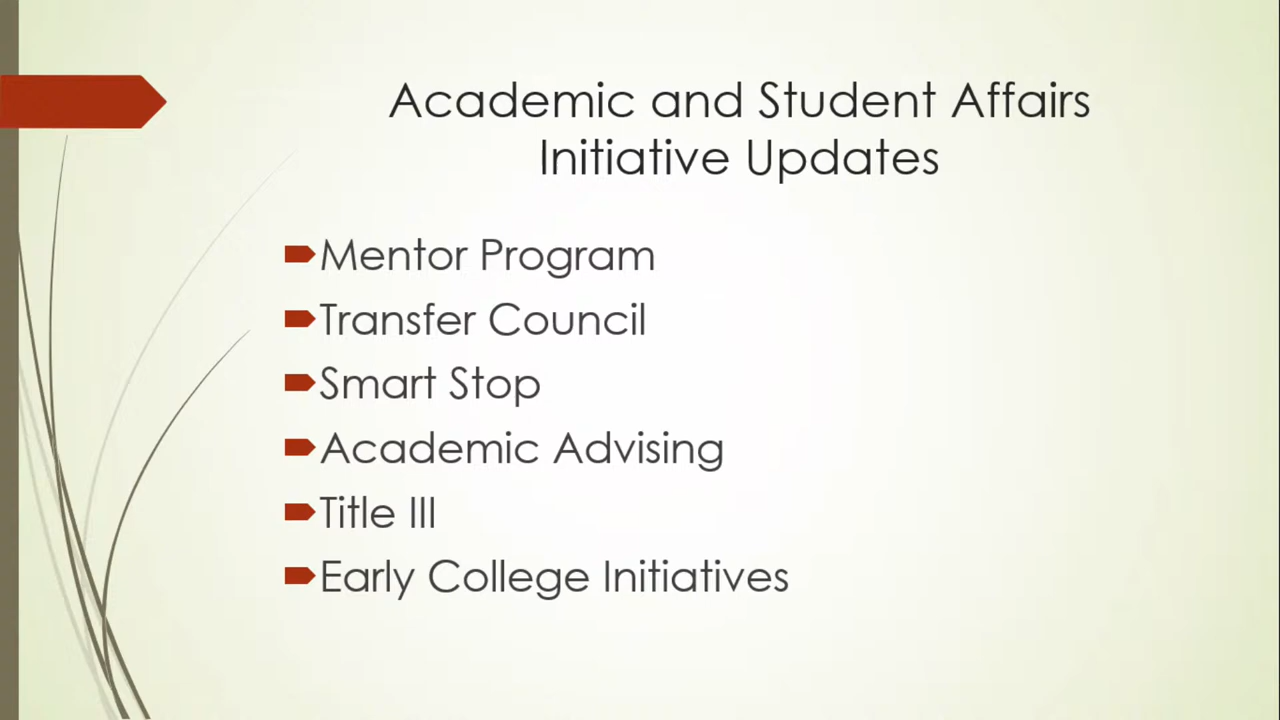 Academic and Student Affairs
Initiative Updates
Mentor Program
Transfer Council
Smart Stop
Academic Advising
Title III
Early College Initiatives